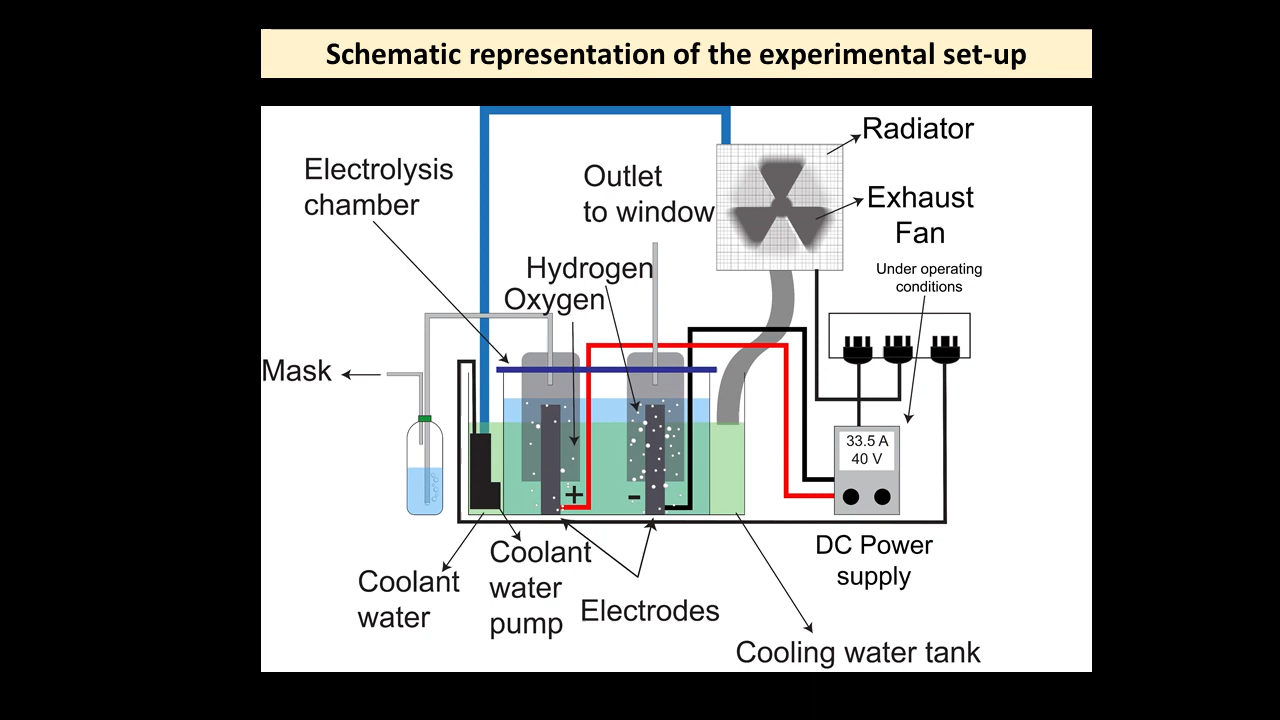 Schematic representation of the experimental set-up
Radiator
Electrolysis
chamber
Outlet
to window
Exhaust
Fan
Hydrogen
Under operating
conditions
Oxygen
Mask
33.5 A
40 V
+
-
DC Power
supply
Coolant
water
pump
Coolant
water
Electrodes
Cooling water tank